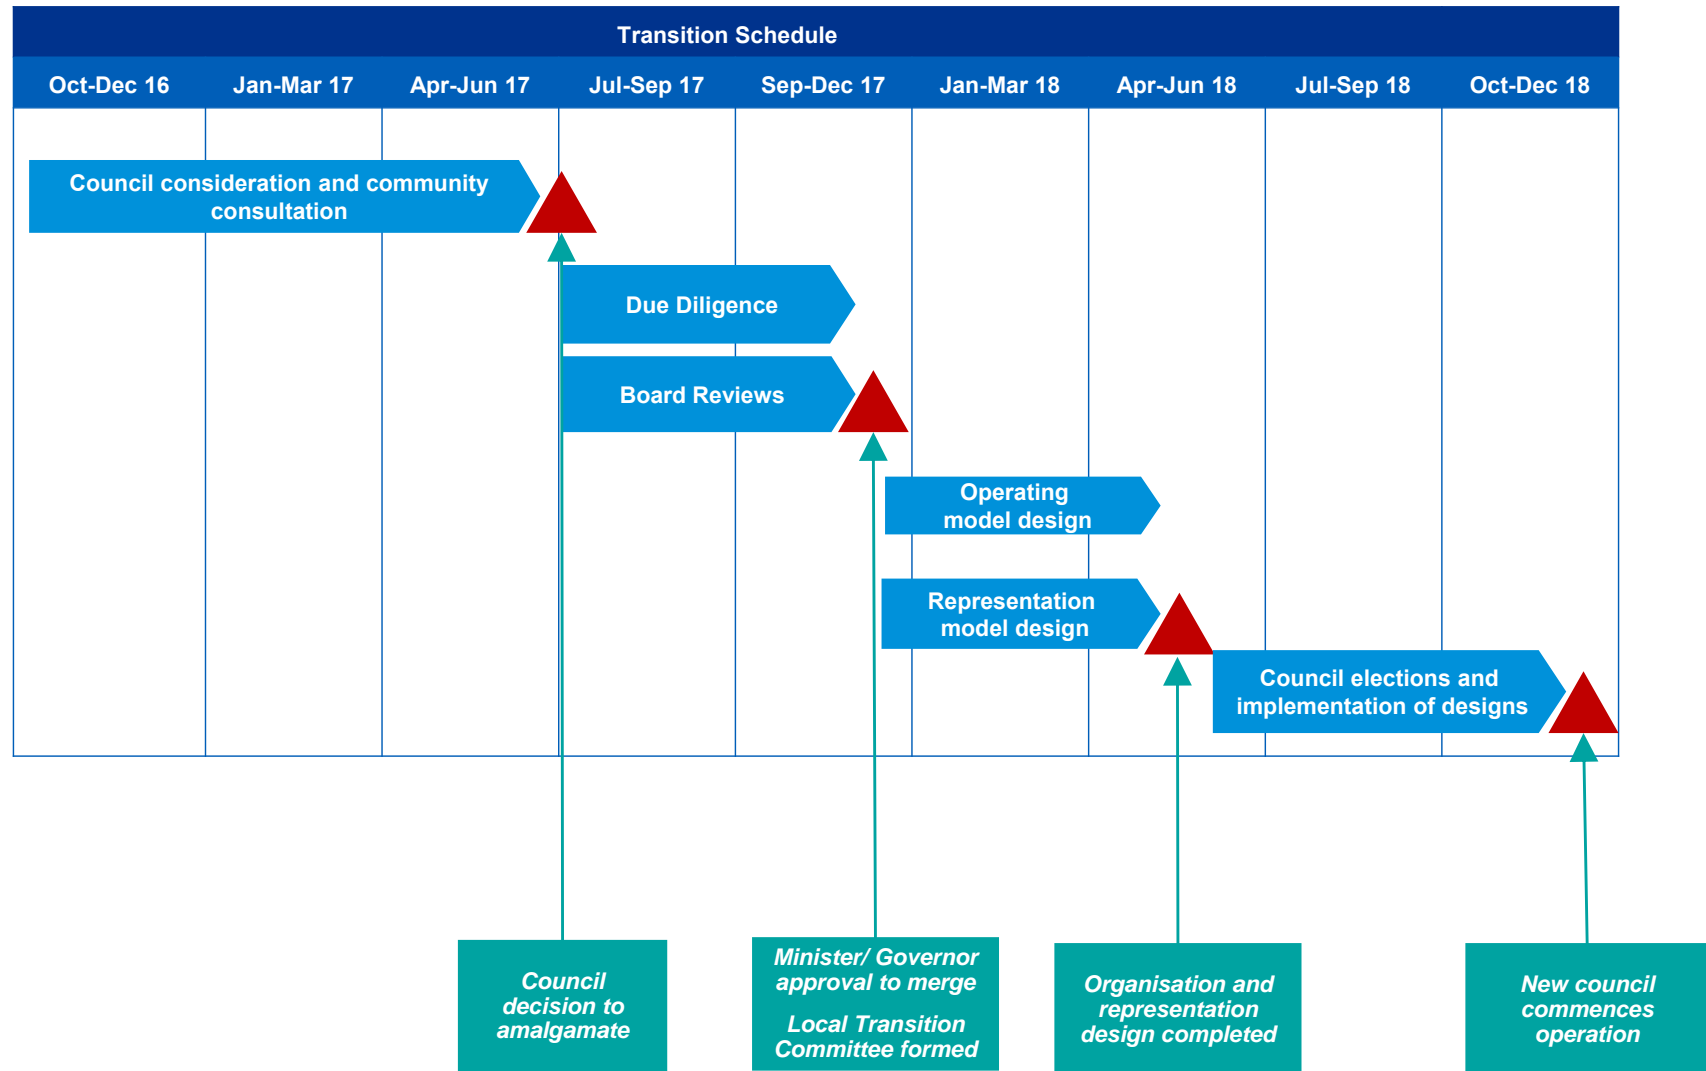 Transition Schedule
Oct-Dec 16
Jan-Mar 17
Apr-Jun 17
Jul-Sep 17
Sep-Dec 17
Jan-Mar 18
Apr-Jun 18
Jul-Sep 18
Oct-Dec 18
Council consideration and community
consultation
Due Diligence
Board Reviews
Operating
model design
Representation
model design
Council elections and
implementation of designs
Council
decision to
amalgamate
Minister/ Governor
approval to merge
Local Transition
Committee formed
Organisation and
representation
design completed
New council
commences
operation